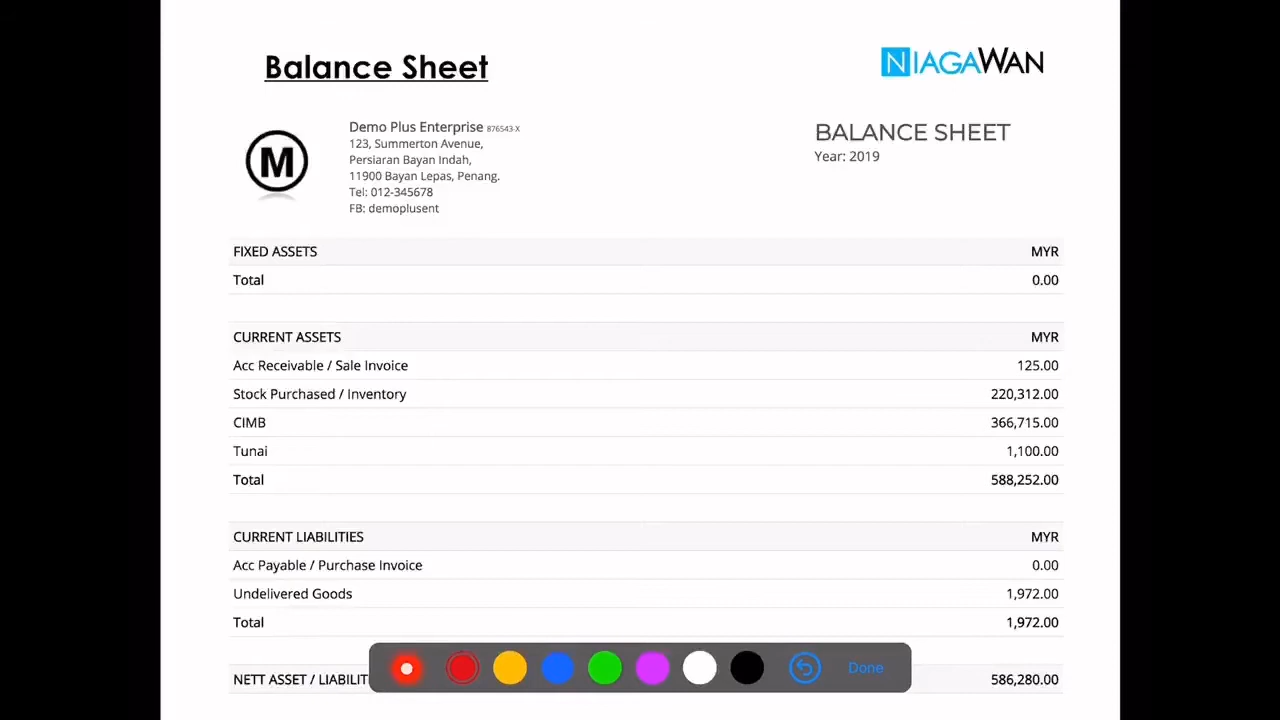 Balance Sheet
NIAGAWAN
Demo Plus Enterprise 876543-X
123, Summerton Avenue,
Persiaran Bayan Indah,
11900 Bayan Lepas, Penang.
Tel: 012-345678
FB: demoplusent
M
BALANCE SHEET
Year: 2019
FIXED ASSETS MYR
Total 0.00
CURRENT ASSETS MYR
Acc Receivable / Sale Invoice 125.00
Stock Purchased / Inventory 220,312.00
CIMB 366,715.00
Tunai 1,100.00
Total 588,252.00
CURRENT LIABILITIES MYR
Acc Payable / Purchase Invoice 0.00
Undelivered Goods 1,972.00
Total 1,972.00
NETT ASSET / 586,280.00
Done